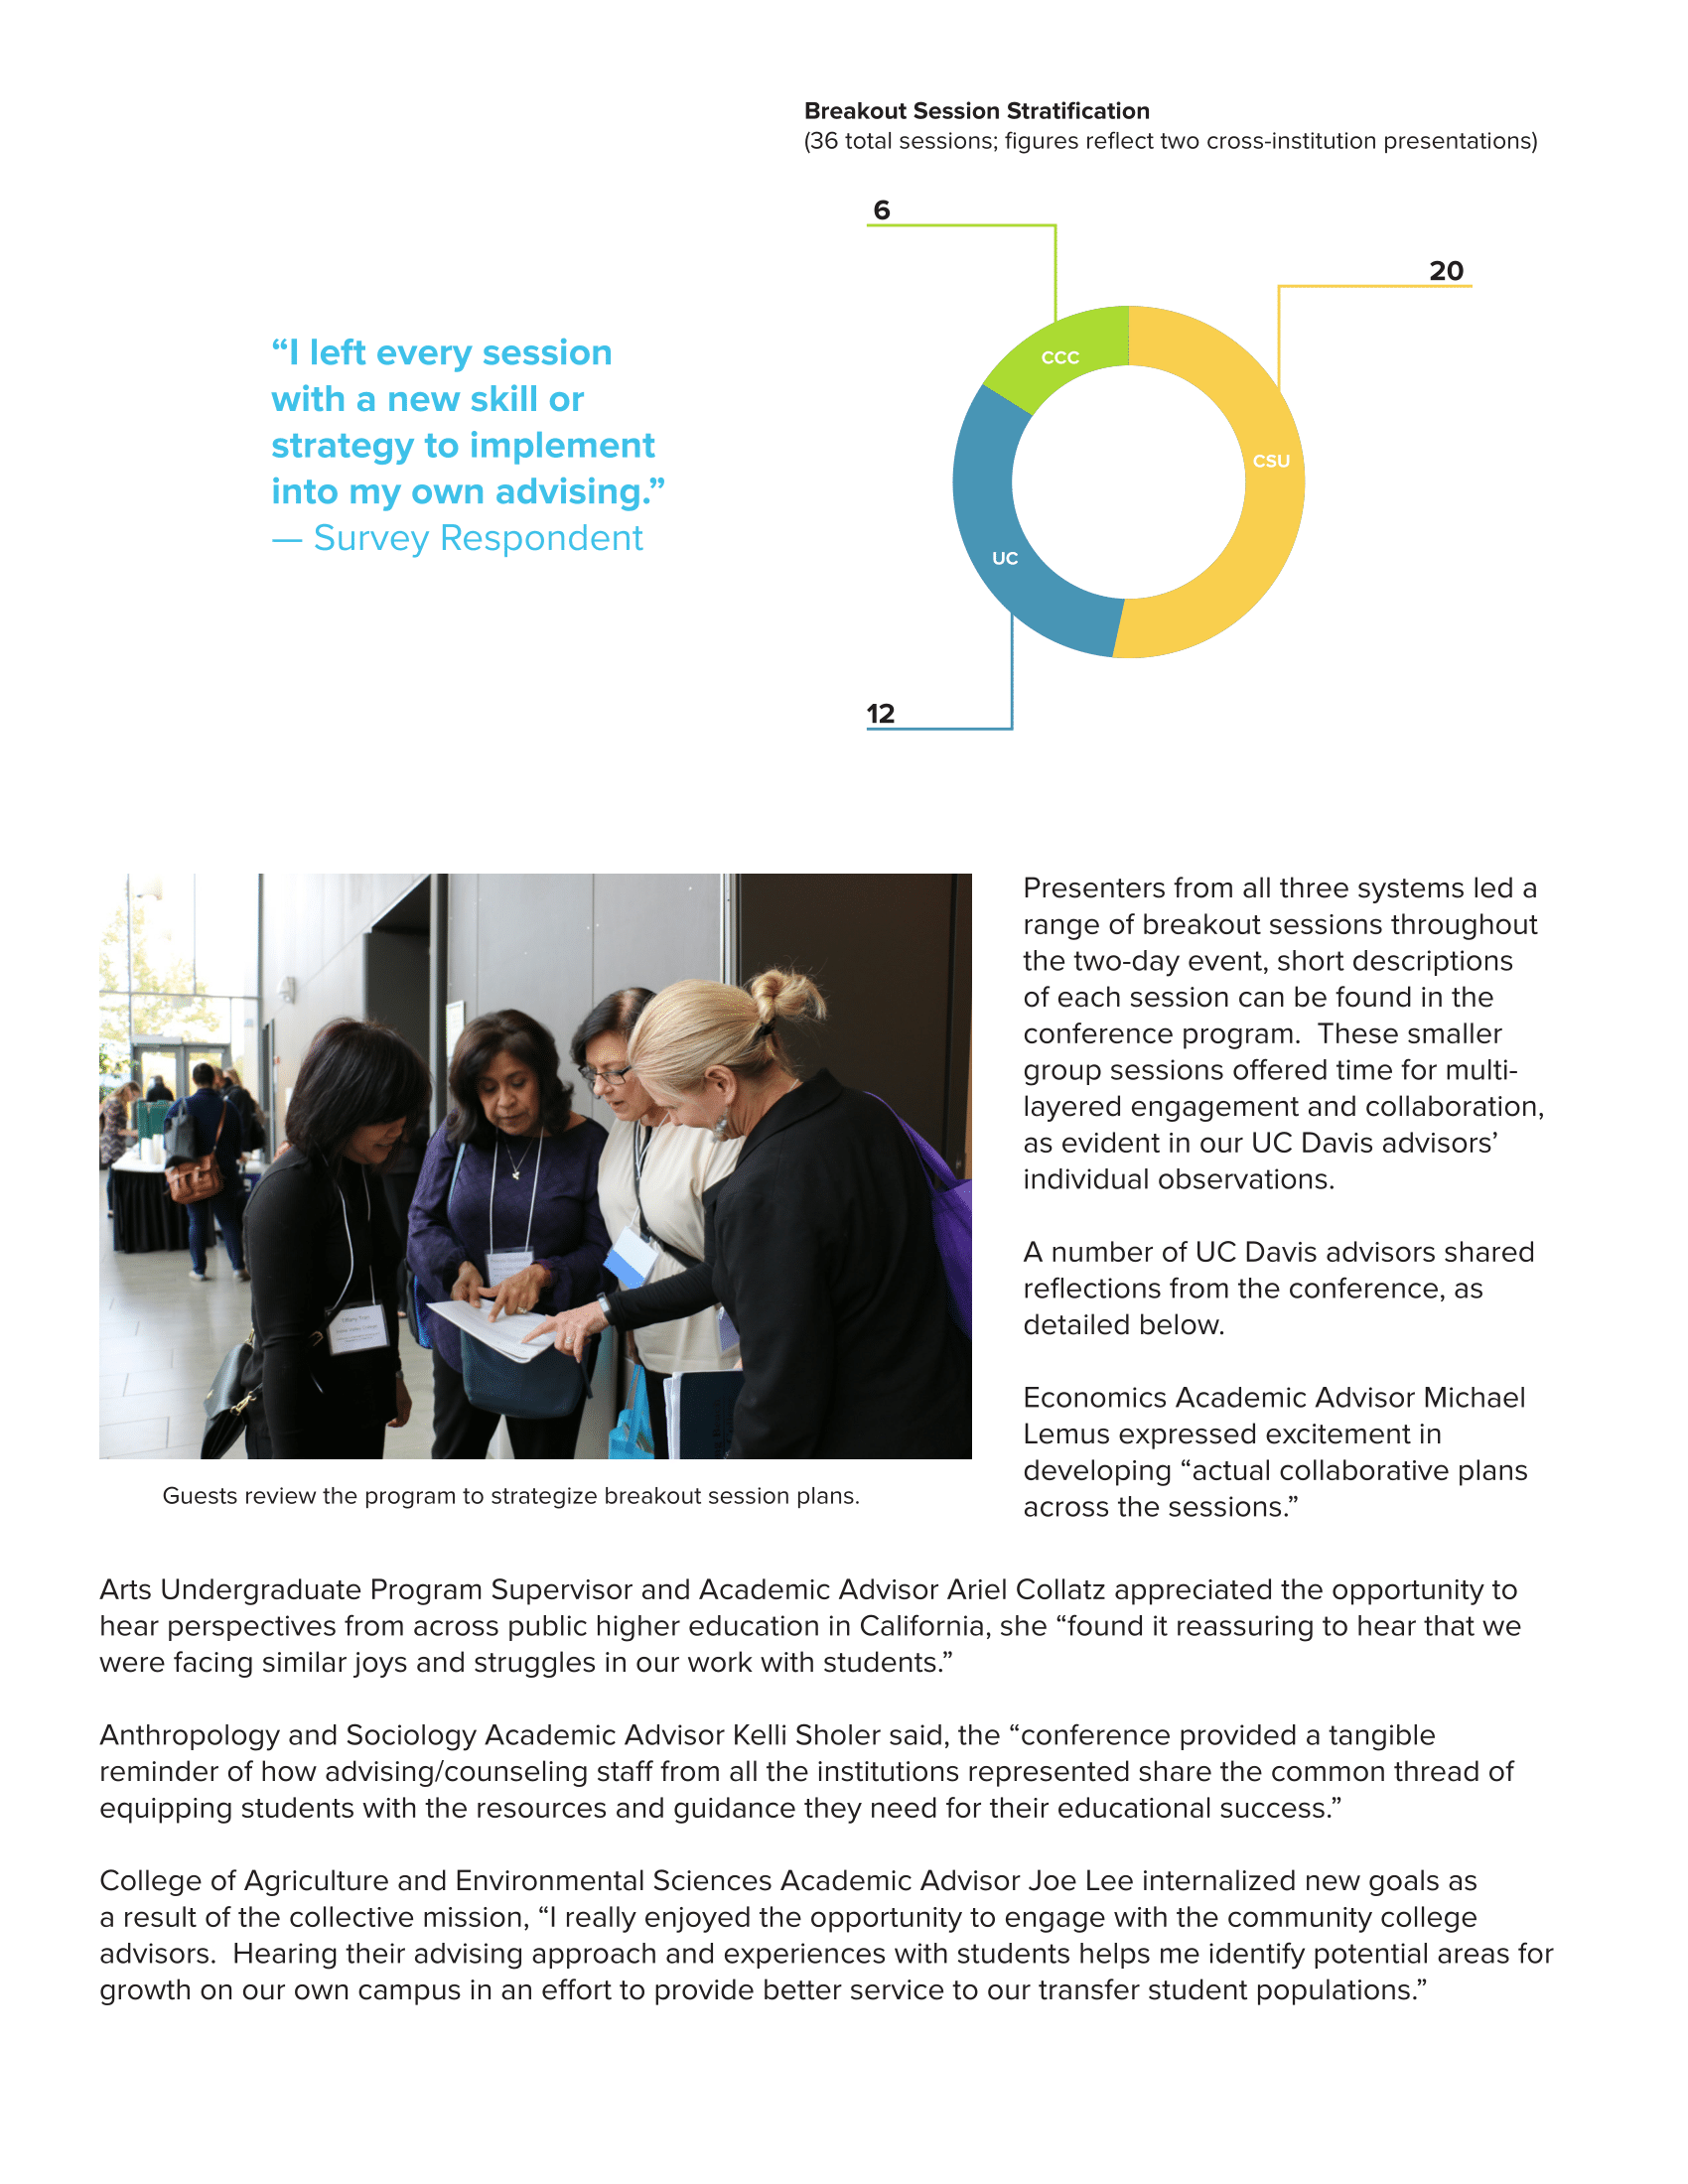 Breakout Session Stratification
(36 total sessions; figures reflect two cross-institution presentations)
6
20
CCC
CSU
UC
12
“I left every session
with a new skill or
strategy to implement
into my own advising.”
— Survey Respondent
Presenters from all three systems led a
range of breakout sessions throughout
the two-day event, short descriptions
of each session can be found in the
conference program.  These smaller
group sessions offered time for multi-
layered engagement and collaboration,
as evident in our UC Davis advisors’
individual observations.
A number of UC Davis advisors shared
reflections from the conference, as
detailed below.
Economics Academic Advisor Michael
Lemus expressed excitement in
developing “actual collaborative plans
across the sessions.”
Guests review the program to strategize breakout session plans.
Arts Undergraduate Program Supervisor and Academic Advisor Ariel Collatz appreciated the opportunity to
hear perspectives from across public higher education in California, she “found it reassuring to hear that we
were facing similar joys and struggles in our work with students.”
Anthropology and Sociology Academic Advisor Kelli Sholer said, the “conference provided a tangible
reminder of how advising/counseling staff from all the institutions represented share the common thread of
equipping students with the resources and guidance they need for their educational success.”
College of Agriculture and Environmental Sciences Academic Advisor Joe Lee internalized new goals as
a result of the collective mission, “I really enjoyed the opportunity to engage with the community college
advisors.  Hearing their advising approach and experiences with students helps me identify potential areas for
growth on our own campus in an effort to provide better service to our transfer student populations.”